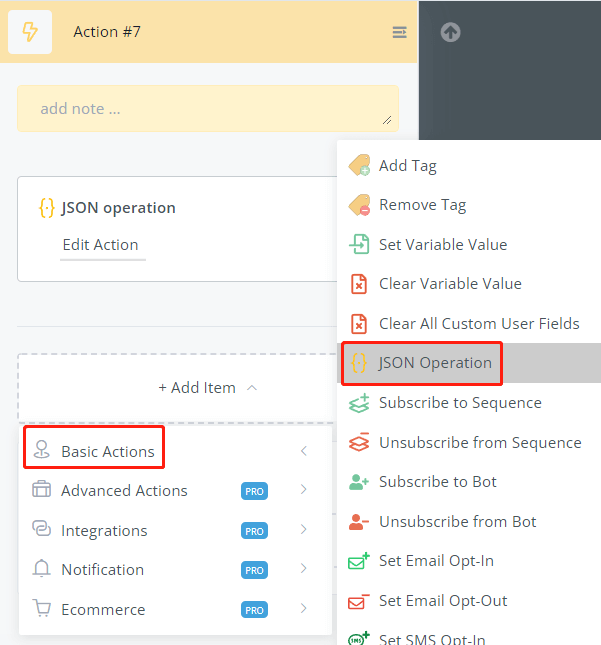 Action #7
add note ...
JSON operation
Edit Action
+ Add Item
Basic Actions
Advanced Actions PRO
Integrations PRO
Notification PRO
Ecommerce PRO
Add Tag
Remove Tag
Set Variable Value
Clear Variable Value
Clear All Custom User Fields
JSON Operation
Subscribe to Sequence
Unsubscribe from Sequence
Subscribe to Bot
Unsubscribe from Bot
Set Email Opt-In
Set Email Opt-Out
SMS Set SMS Opt-In